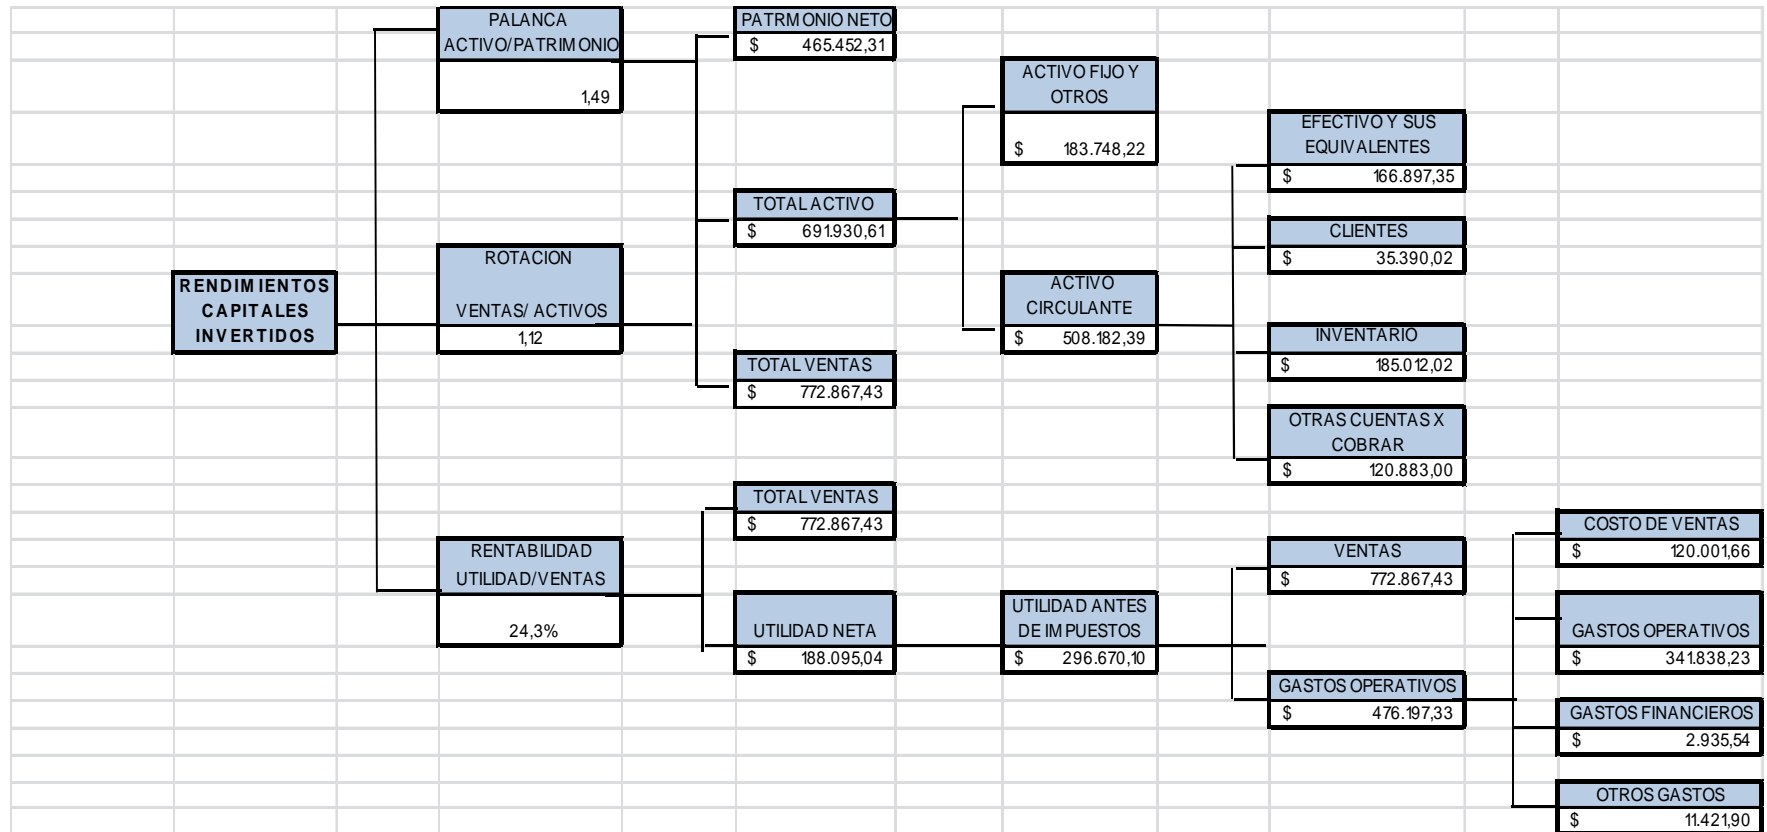 PALANCA
ACTIVO/PATRIMONIO
1,49
PATRMONIO NETO
$ 465.452,31
ACTIVO FIJO Y
OTROS
$ 183.748,22
EFECTIVO Y SUS
EQUIVALENTES
$ 166.897,35
TOTAL ACTIVO
$ 691.930,61
CLIENTES
$ 35.390,02
ROTACION
VENTAS/ ACTIVOS
1,12
RENDIMIENTOS
CAPITALES
INVERTIDOS
ACTIVO
CIRCULANTE
$ 508.182,39
INVENTARIO
$ 185.012,02
TOTAL VENTAS
$ 772.867,43
OTRAS CUENTAS X
COBRAR
$ 120.883,00
TOTAL VENTAS
$ 772.867,43
COSTO DE VENTAS
$ 120.001,66
RENTABILIDAD
UTILIDAD/VENTAS
24,3%
VENTAS
$ 772.867,43
UTILIDAD NETA
$ 188.095,04
UTILIDAD ANTES
DE IMPUESTOS
$ 296.670,10
GASTOS OPERATIVOS
$ 341.838,23
GASTOS OPERATIVOS
$ 476.197,33
GASTOS FINANCIEROS
$ 2.935,54
OTROS GASTOS
$ 11.421,90